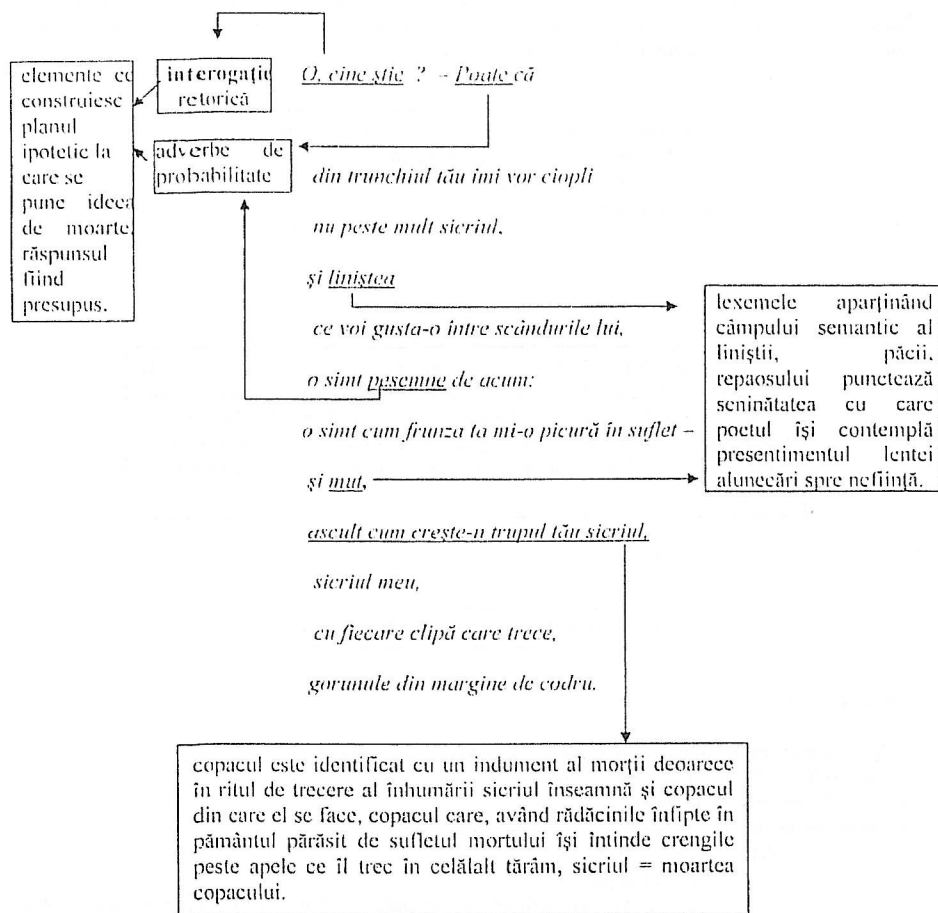 O, cine știe ? – Poate că
interogație
retorică
elemente ce
construiesc
planul
ipotetic la
care se
pune ideea
de moarte,
răspunsul
fiind
presupus.
adverbe de
probabilitate
din trunchiul tău îmi vor ciopli
nu peste mult sicriul,
și liniștea
ce voi gusta-o între scândurile lui,
o simt pesemne de acum:
o simt cum frunza ta mi-o picură în suflet –
și mut,
ascult cum crește-n trupul tău sicriul,
sicriul meu,
cu fiecare clipă care trece,
gorunule din margine de codru.
lexemele aparținând
câmpului semantic al
liniștii, păcii,
repaosului punctează
seninătatea cu care
poetul își contemplă
presentimentul lentei
alunecări spre neființă.
copacul este identificat cu un indument al morții deoarece
în ritul de trecere al înhumării sicriul înseamnă și copacul
din care el se face, copacul care, având rădăcinile înfipte în
pământul părăsit de sufletul mortului își întinde crengile
peste apele ce îl trec în celălalt tărâm, sicriul = moartea
copacului.